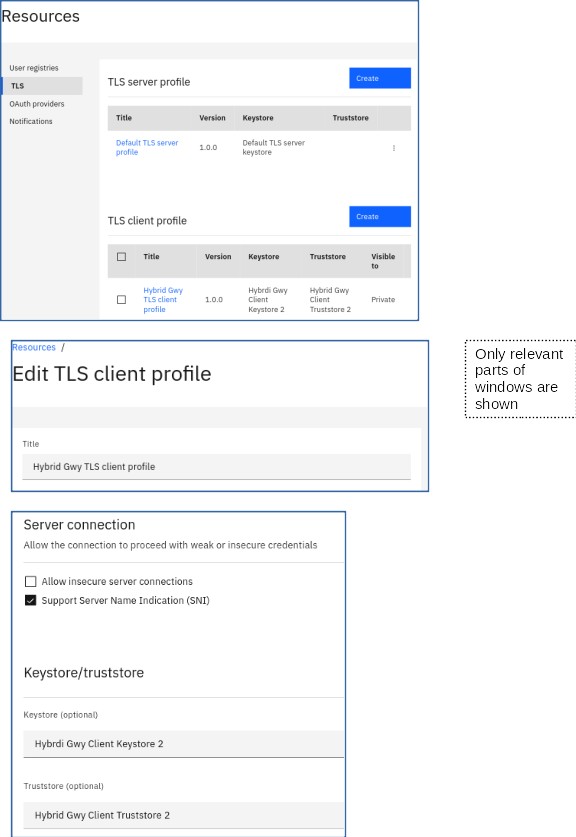 Resources
User registries
TLS
OAuth providers
Notifications
TLS server profile
Create
Title Version Keystore Truststore
Default TLS server
profile
1.0.0
Default TLS server
keystore
TLS client profile
Create
Title Version Keystore Truststore Visible
to
Hybrid Gwy
TLS client
profile
1.0.0
Hybrdi Gwy
Client
Keystore 2
Hybrid Gwy
Client
Truststore 2
Private
Resources /
Edit TLS client profile
Title
Hybrid Gwy TLS client profile
Only relevant
parts of
windows are
shown
Server connection
Allow the connection to proceed with weak or insecure credentials
Allow insecure server connections
Support Server Name Indication (SNI)
Keystore/truststore
Keystore (optional)
Hybrdi Gwy Client Keystore 2
Truststore (optional)
Hybrid Gwy Client Truststore 2